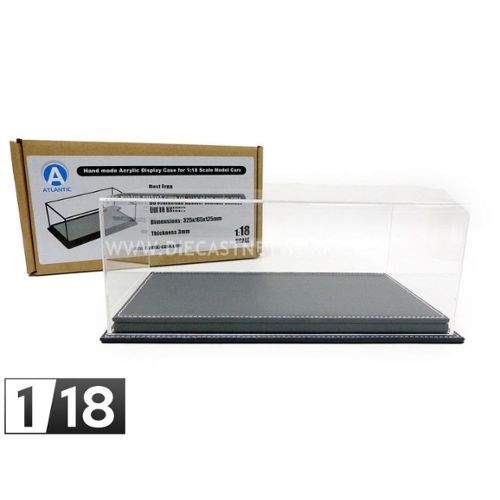 Hand made Acrylic Display Case for 1:18 Scale Model Cars
A
ATLANTIC
Dust Free
Dimensions: 325x165x125mm
Thickness 3mm
1:18
SCALE
1/18